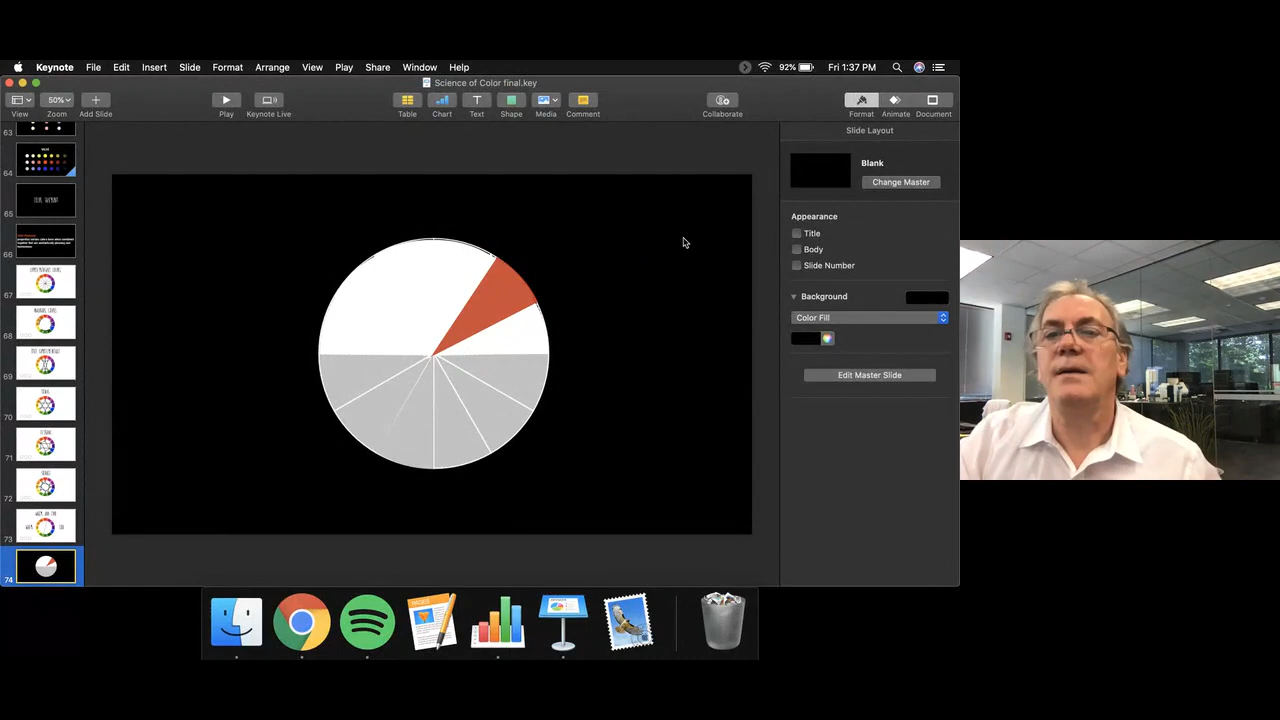 Keynote File Edit Insert Slide Format Arrange View Play Share Window Help 92% Fri 1:37 PM
Science of Color final.key
50%
View Zoom Add Slide Play Keynote Live Table Chart Text Shape Media Comment Collaborate Format Animate Document
Slide Layout
63
64
65
66
67
68
69
70
71
72
73
74
Blank
Change Master
Appearance
Title
Body
Slide Number
Background
Color Fill
Edit Master Slide